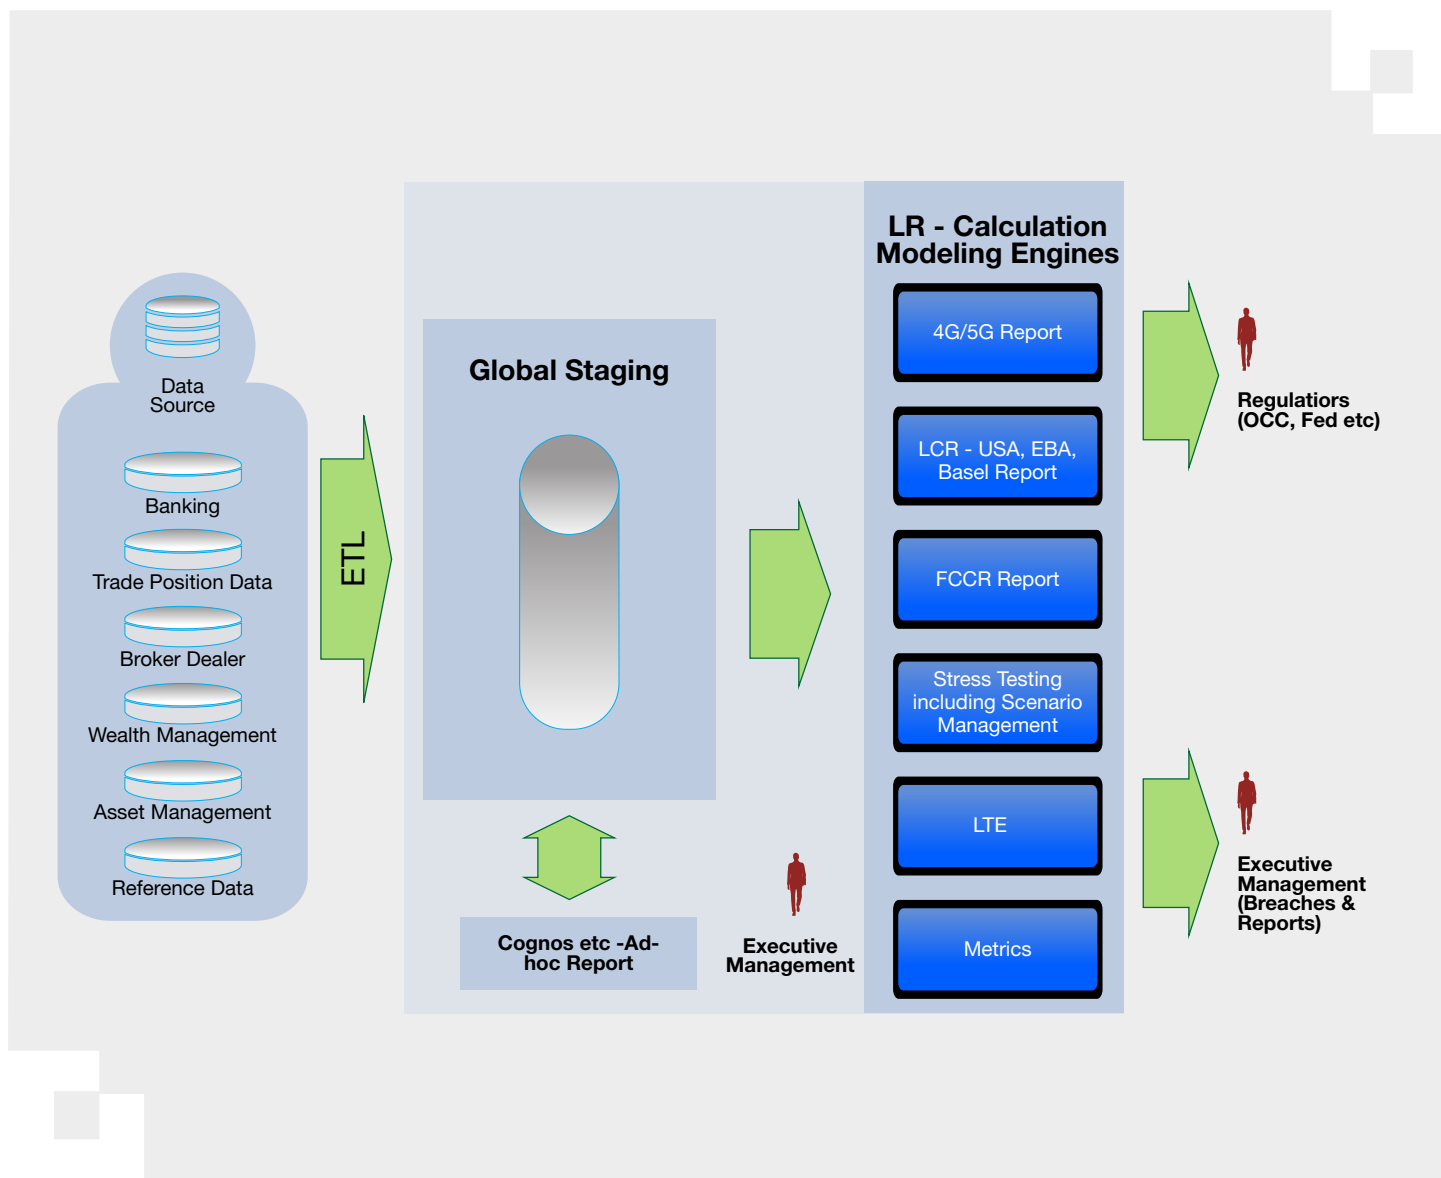 Data
Source
Banking
Trade Position Data
Broker Dealer
Wealth Management
Asset Management
Reference Data
ETL
Global Staging
Cognos etc -Ad-
hoc Report
Executive
Management
LR - Calculation
Modeling Engines
4G/5G Report
LCR - USA, EBA,
Basel Report
FCCR Report
Stress Testing
including Scenario
Management
LTE
Metrics
Regulatiors
(OCC, Fed etc)
Executive
Management
(Breaches &
Reports)